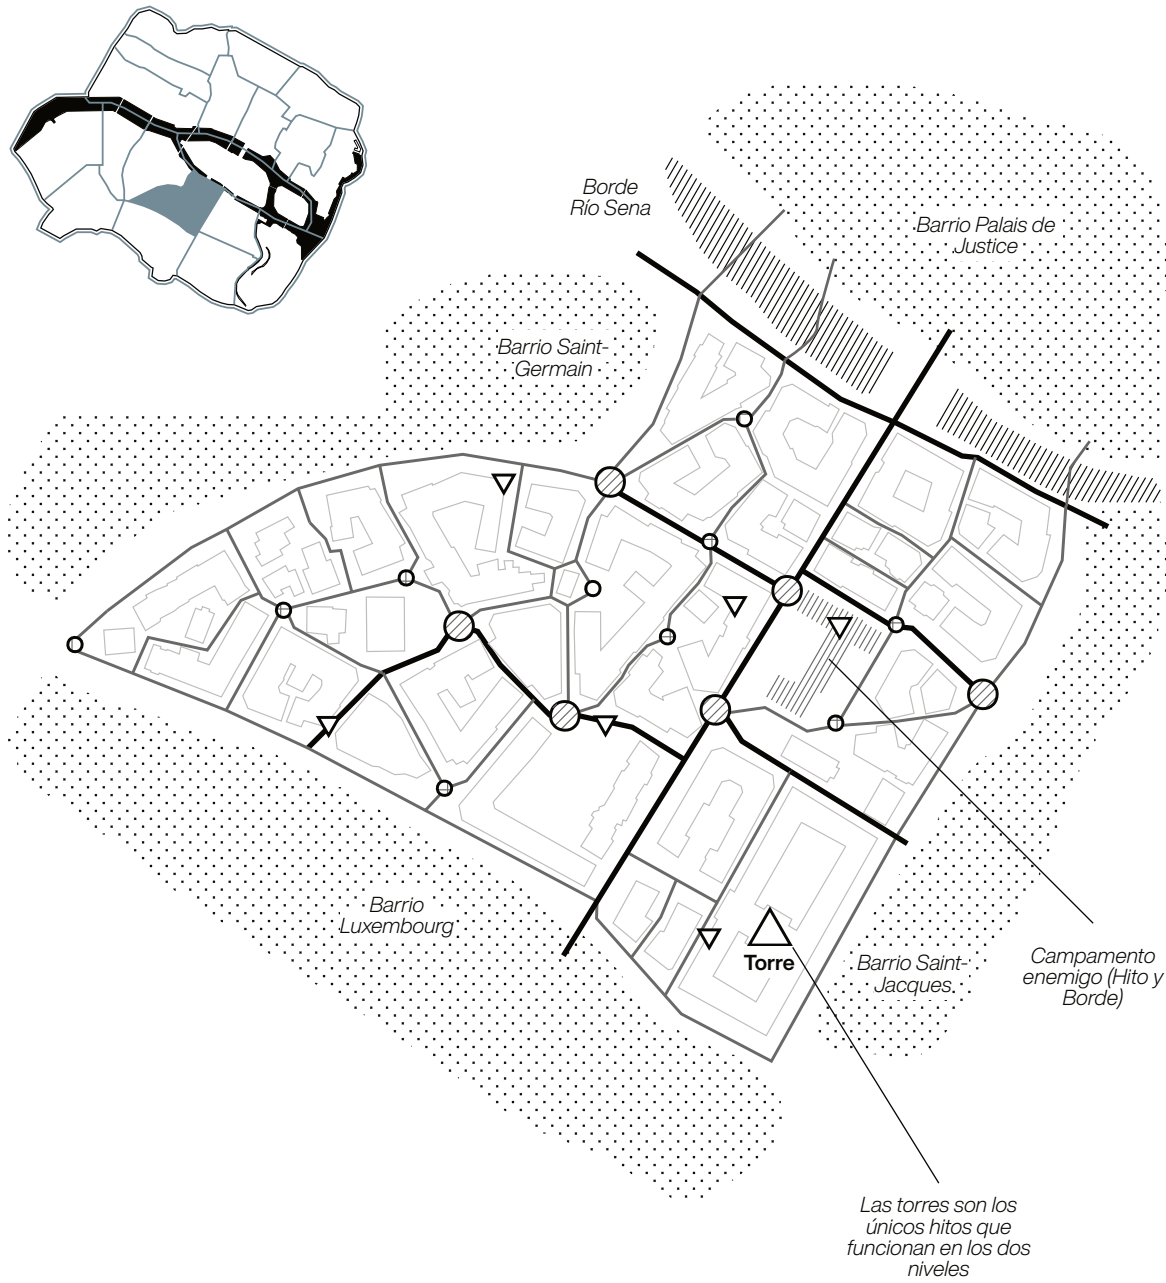 Borde
Río Sena
Barrio Palais de
Justice
Barrio Saint-
Germain
Barrio
Luxembourg
Torre
Barrio Saint-
Jacques
Campamento
enemigo (Hito y
Borde)
Las torres son los
únicos hitos que
funcionan en los dos
niveles